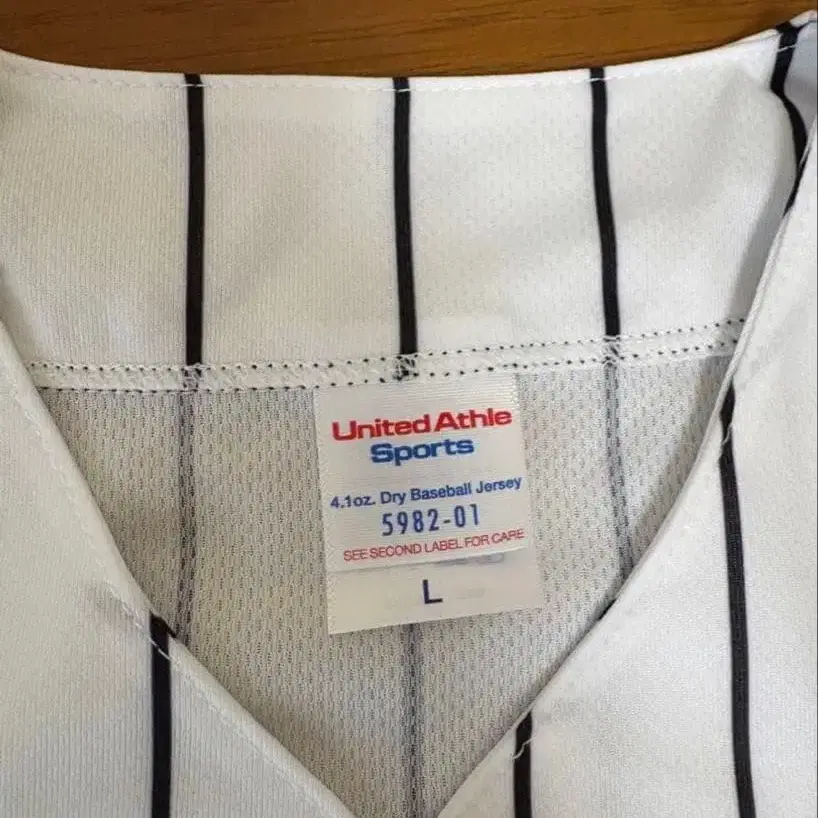 United Athle
Sports
4.1oz. Dry Baseball Jersey
5982-01
SEE SECOND LABEL FOR CARE
L